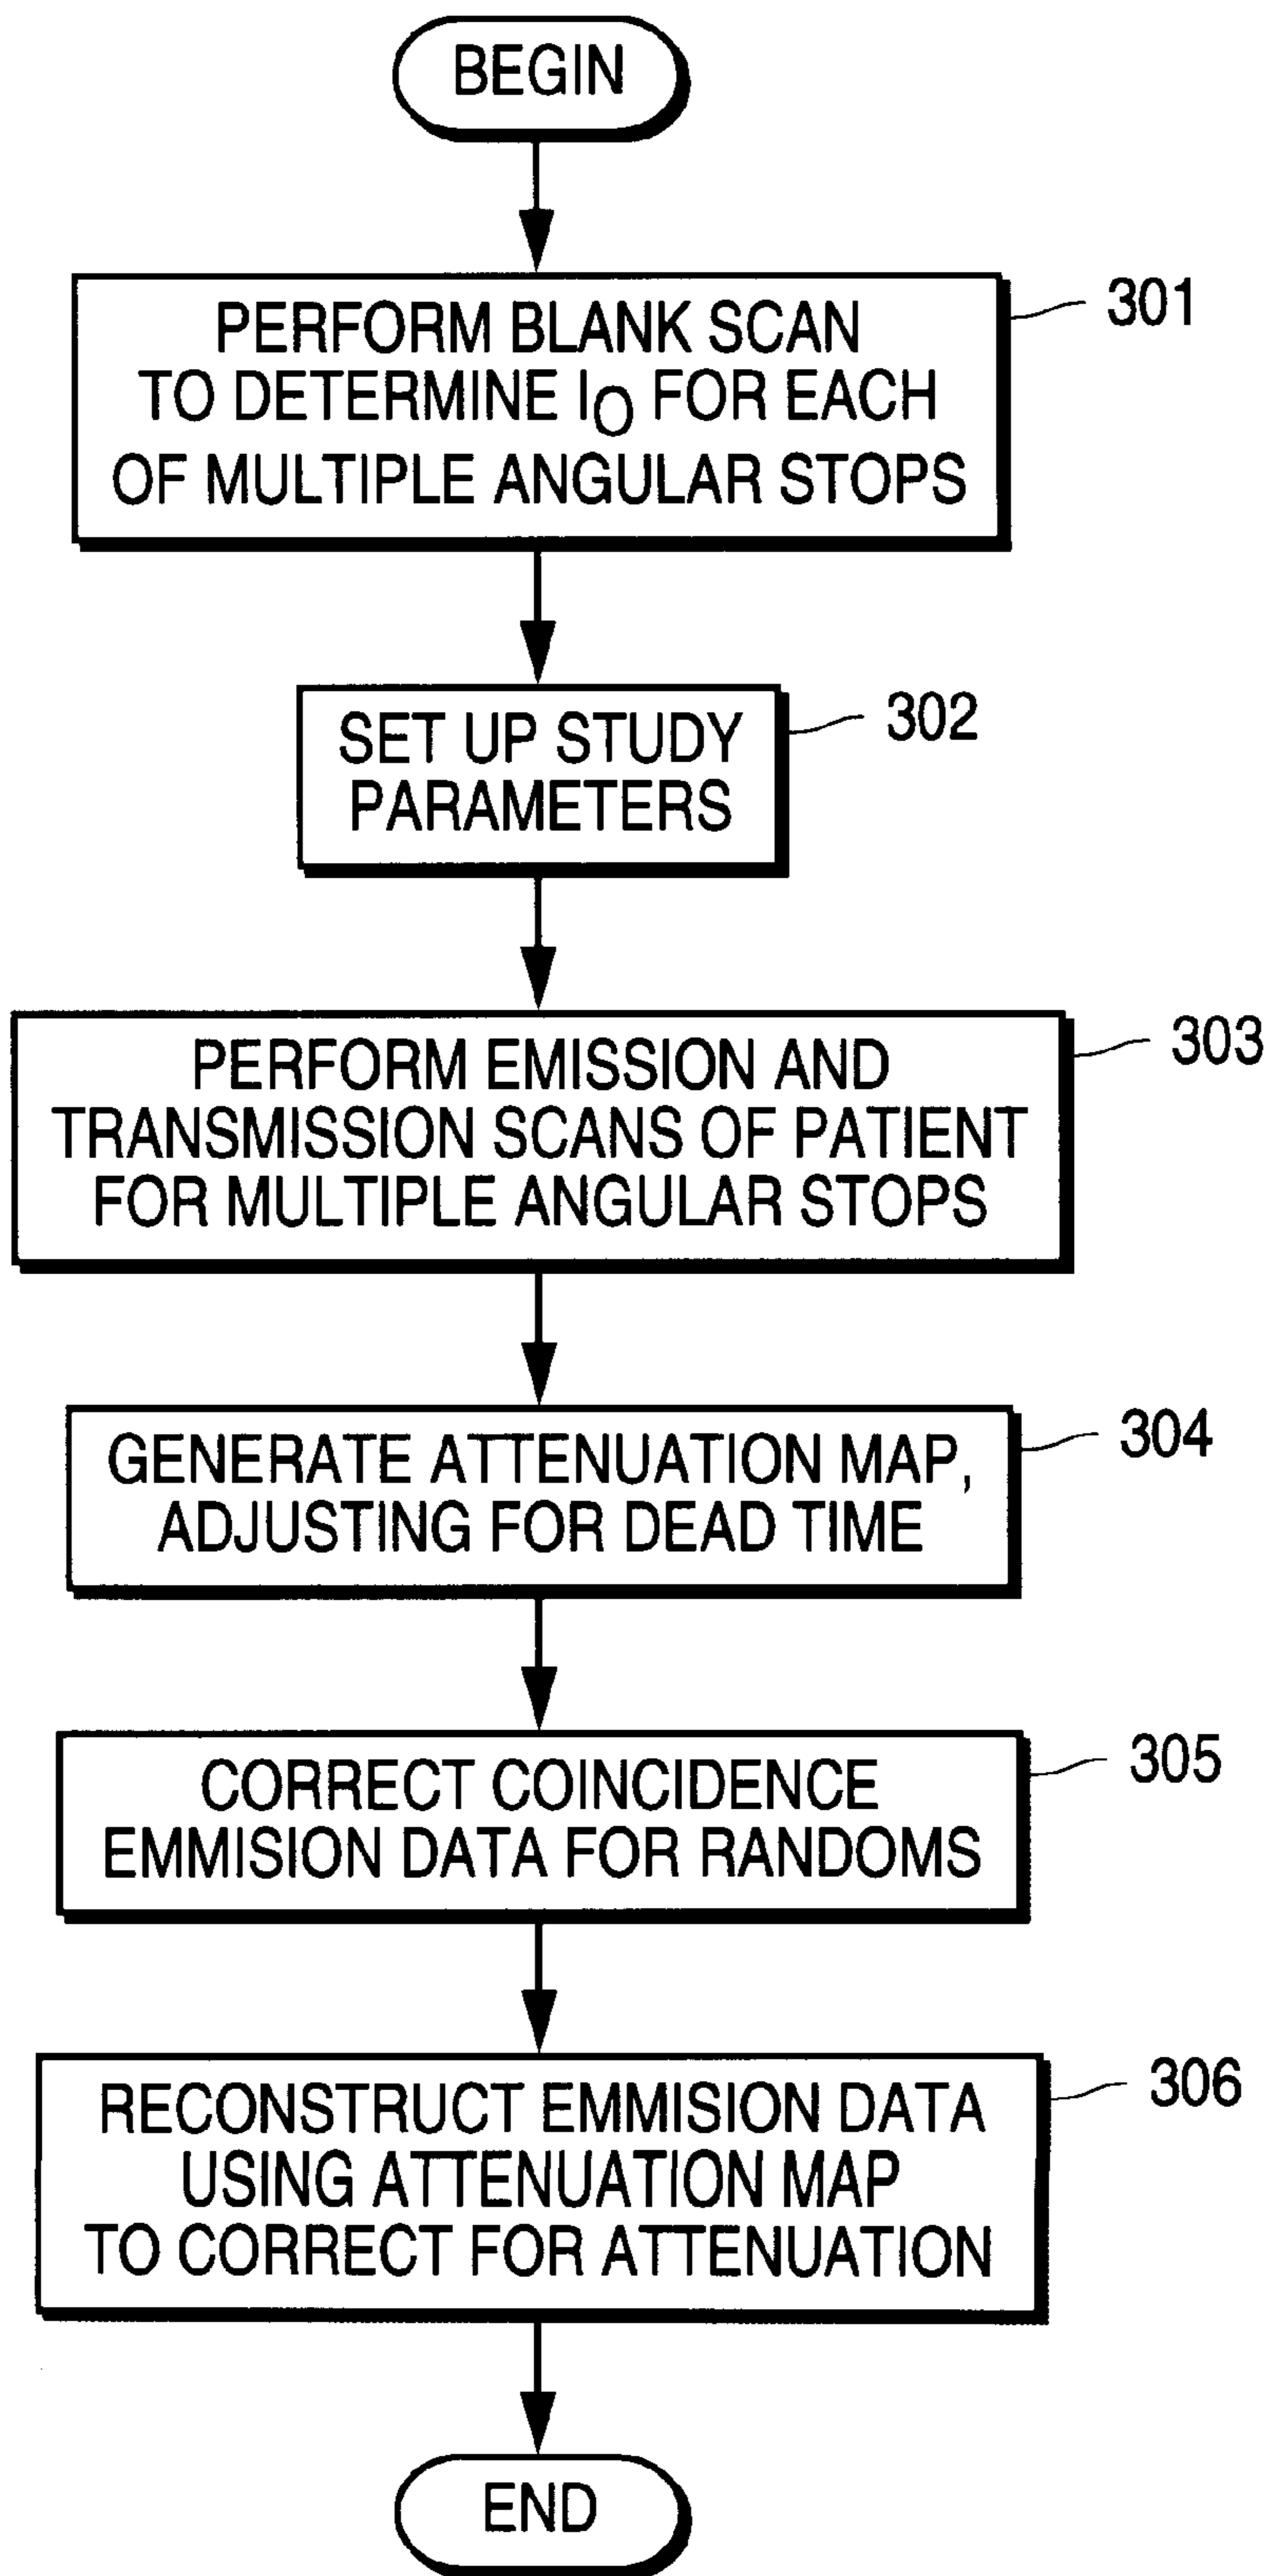 BEGIN
PERFORM BLANK SCAN
TO DETERMINE IO FOR EACH
OF MULTIPLE ANGULAR STOPS
301
SET UP STUDY
PARAMETERS
302
PERFORM EMISSION AND
TRANSMISSION SCANS OF PATIENT
FOR MULTIPLE ANGULAR STOPS
303
GENERATE ATTENUATION MAP,
ADJUSTING FOR DEAD TIME
304
CORRECT COINCIDENCE
EMMISION DATA FOR RANDOMS
305
RECONSTRUCT EMMISION DATA
USING ATTENUATION MAP
TO CORRECT FOR ATTENUATION
306
END